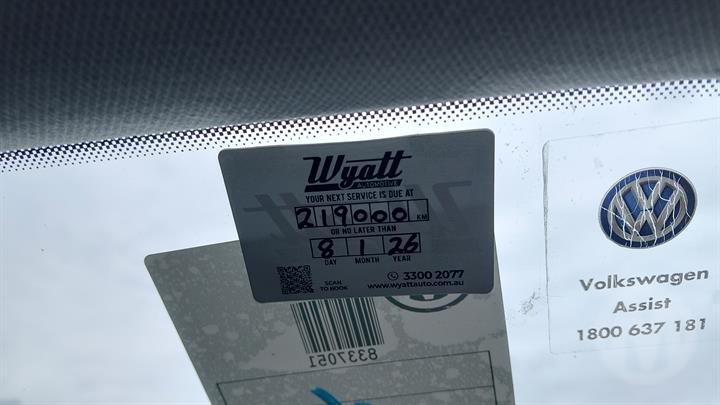 Wyatt
AUTOMOTIVE
YOUR NEXT SERVICE IS DUE AT
219000 KM
OR NO LATER THAN
8 1 26
DAY MONTH YEAR
SCAN
TO BOOK
3300 2077
www.wyattauto.com.au
8337051
Volkswagen
Assist
1800 637 181